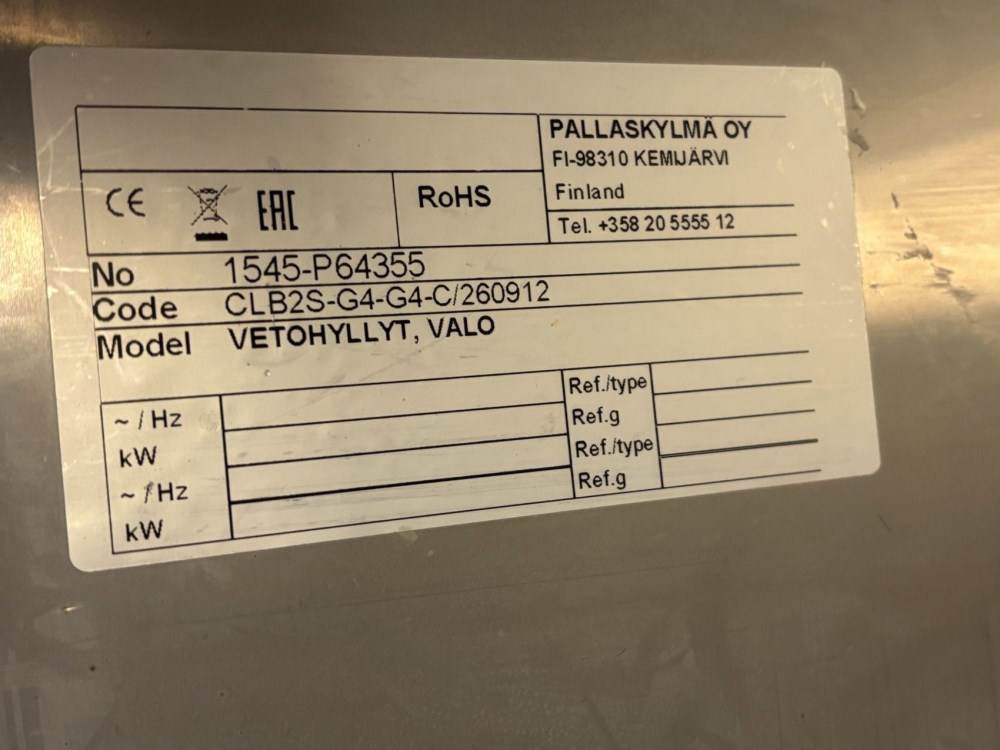 PALLASKYLMÄ OY
FI-98310 KEMIJÄRVI
Finland
Tel. +358 20 5555 12
CE EAC RoHS
No 1545-P64355
Code CLB2S-G4-G4-C/260912
Model VETOHYLLYT, VALO
~ / Hz
kW
~ / Hz
kW
Ref./type
Ref.g
Ref./type
Ref.g